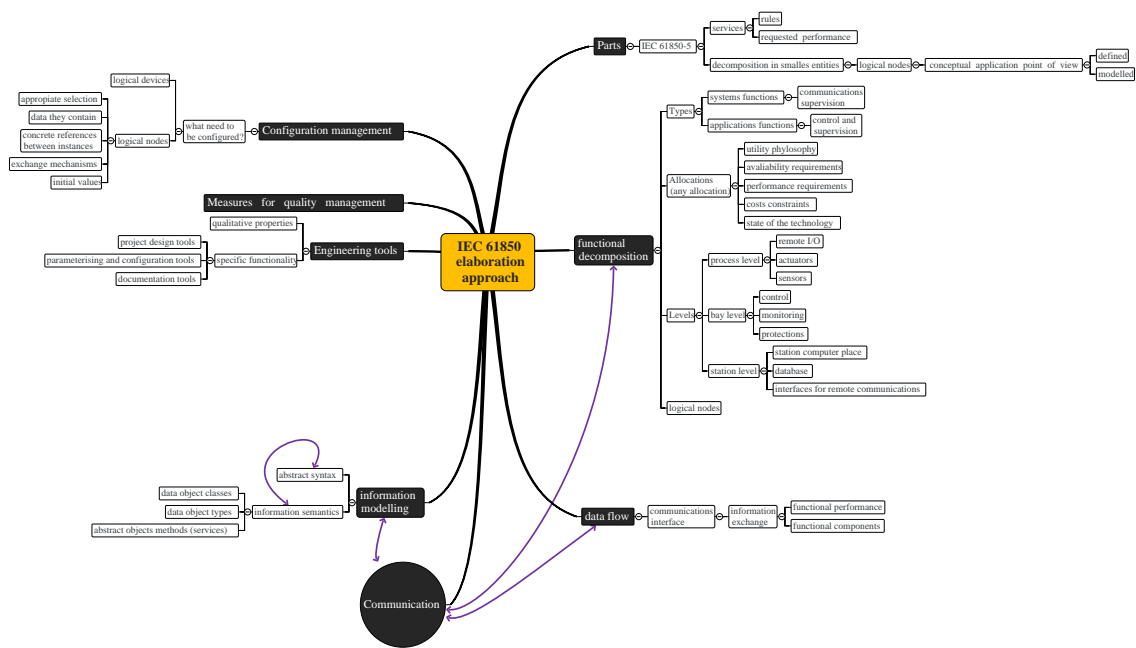 IEC 61850
elaboration
approach
Parts
IEC 61850-5
services
rules
requested performance
decomposition in smalles entities
logical nodes
conceptual application point of view
defined
modelled
functional
decomposition
Types
systems functions
communications
supervision
applications functions
control and
supervision
Allocations
(any allocation)
utility phylosophy
avaliability requirements
performance requirements
costs constraints
state of the technology
Levels
process level
remote I/O
actuators
sensors
bay level
control
monitoring
protections
station level
station computer place
database
interfaces for remote communications
logical nodes
data flow
communications
interface
information
exchange
functional performance
functional components
Configuration management
what need to
be configured?
logical devices
logical nodes
appropiate selection
data they contain
concrete references
between instances
exchange mechanisms
initial values
Measures for quality management
Engineering tools
qualitative properties
specific functionality
project design tools
parameterising and configuration tools
documentation tools
information
modelling
abstract syntax
information semantics
data object classes
data object types
abstract objects methods (services)
Communication